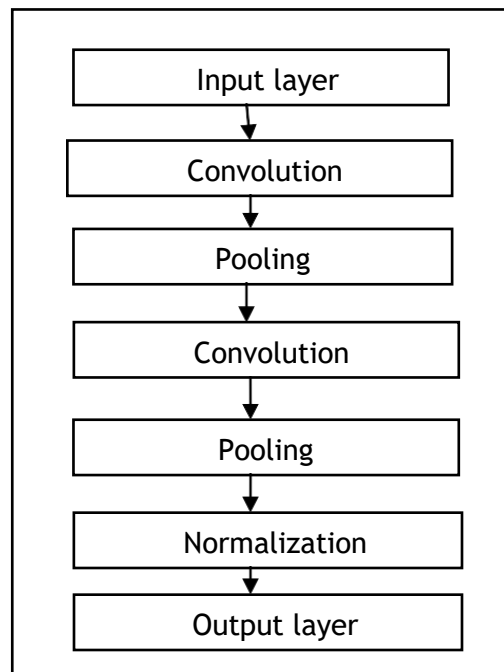 Input layer
Convolution
Pooling
Convolution
Pooling
Normalization
Output layer